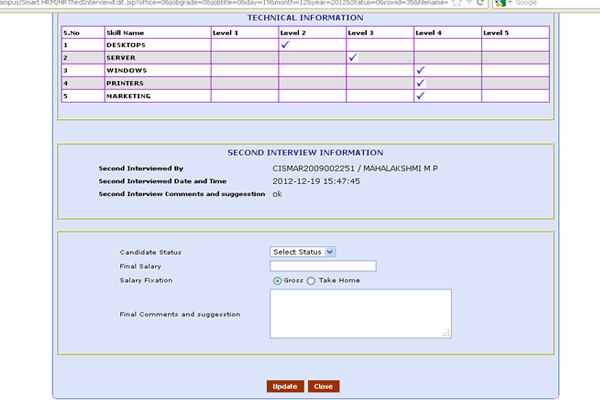 ampus/Smart HRM/HRThirdInterviewEdit.jsp?office=0&jobgrade=0&jobtitle=0&day=19&month=12&year=2012&Status=0&rowid=35&filename= Google
TECHNICAL INFORMATION
S.No Skill Name Level 1 Level 2 Level 3 Level 4 Level 5
1 DESKTOPS ✓
2 SERVER ✓
3 WINDOWS ✓
4 PRINTERS ✓
5 MARKETING ✓
SECOND INTERVIEW INFORMATION
Second Interviewed By CISMAR2009002251 / MAHALAKSHMI M P
Second Interviewed Date and Time 2012-12-19 15:47:45
Second Interview Comments and suggesstion ok
Candidate Status Select Status
Final Salary
Salary Fixation Gross Take Home
Final Comments and suggesstion
Update Close